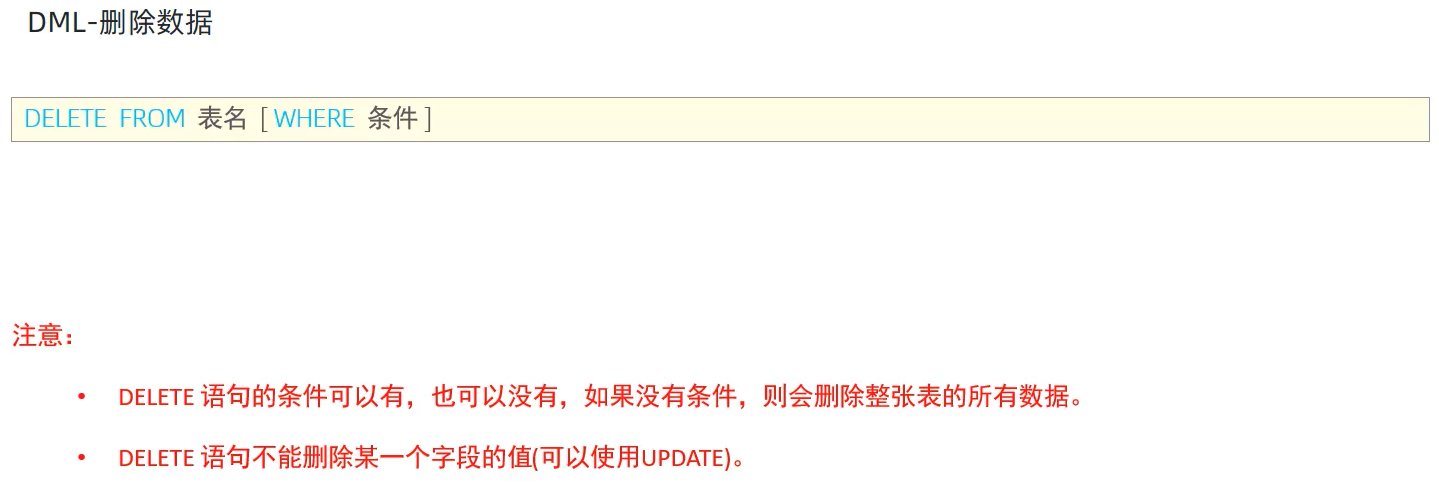 DML-删除数据
DELETE FROM 表名 [ WHERE 条件 ]
注意：
• DELETE 语句的条件可以有，也可以没有，如果没有条件，则会删除整张表的所有数据。
• DELETE 语句不能删除某一个字段的值(可以使用UPDATE)。